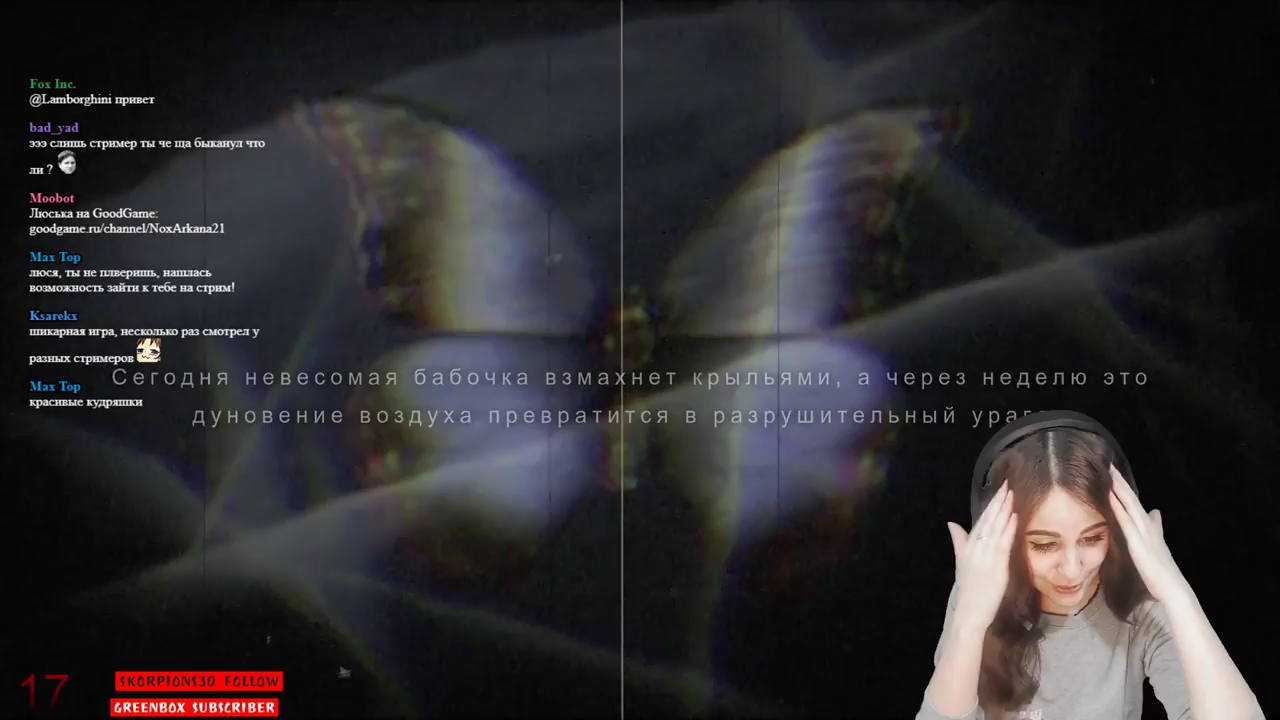 Fox Inc.
@Lamborghini привет
bad_yad
эээ слишь стример ты че ща быканул что
ли ?
Moobot
Люська на GoodGame:
goodgame.ru/channel/NoxArkana21
Max Top
люся, ты не плверишь, нашлась
возможность зайти к тебе на стрим!
Ksarekx
шикарная игра, несколько раз смотрел у
разных стримеров
Max Top
красивые кудряшки
Сегодня невесомая бабочка взмахнет крыльями, а через неделю это
дуновение воздуха превратится в разрушительный
17
SKORPIONS30 FOLLOW
GREENBOX SUBSCRIBER